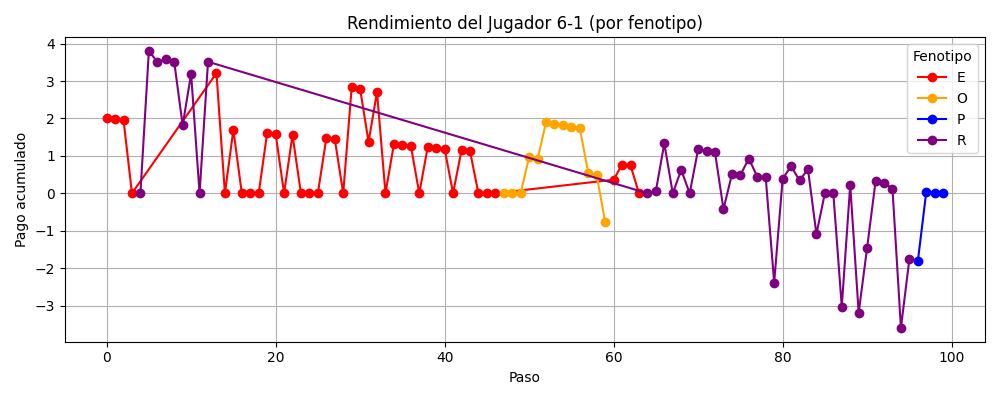 Rendimiento del Jugador 6-1 (por fenotipo)
Pago acumulado
4
3
2
1
0
−1
−2
−3
Fenotipo
E
O
P
R
0 20 40 60 80 100
Paso